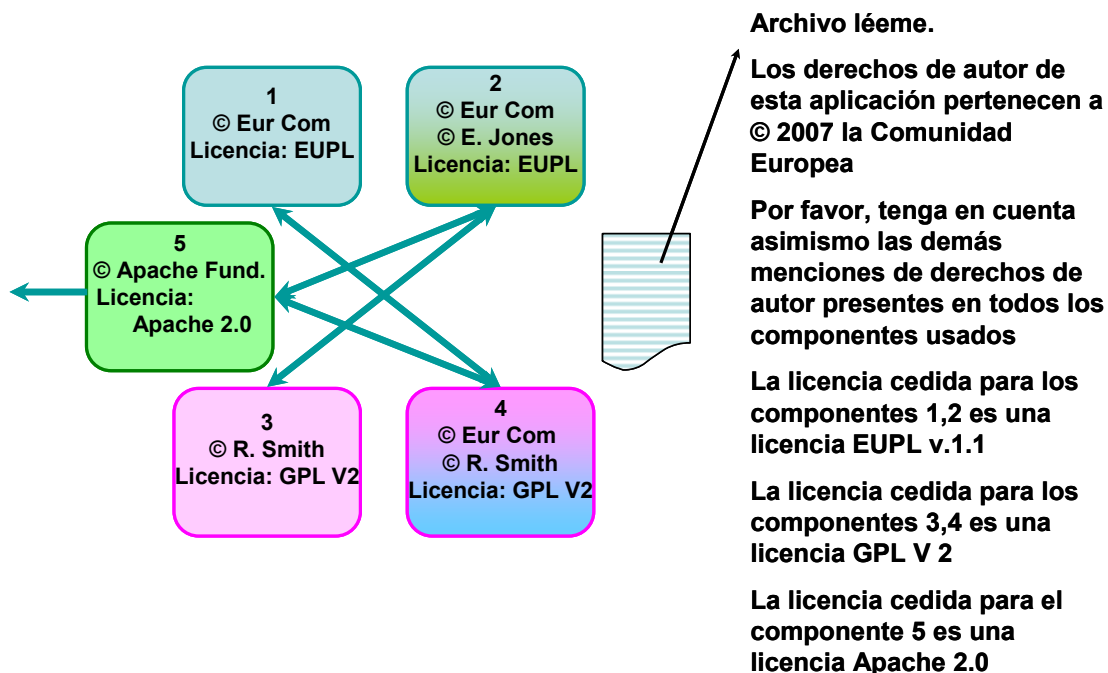 1
© Eur Com
Licencia: EUPL
2
© Eur Com
© E. Jones
Licencia: EUPL
5
© Apache Fund.
Licencia:
Apache 2.0
3
© R. Smith
Licencia: GPL V2
4
© Eur Com
© R. Smith
Licencia: GPL V2
Archivo léeme.
Los derechos de autor de
esta aplicación pertenecen a
© 2007 la Comunidad
Europea
Por favor, tenga en cuenta
asimismo las demás
menciones de derechos de
autor presentes en todos los
componentes usados
La licencia cedida para los
componentes 1,2 es una
licencia EUPL v.1.1
La licencia cedida para los
componentes 3,4 es una
licencia GPL V 2
La licencia cedida para el
componente 5 es una
licencia Apache 2.0